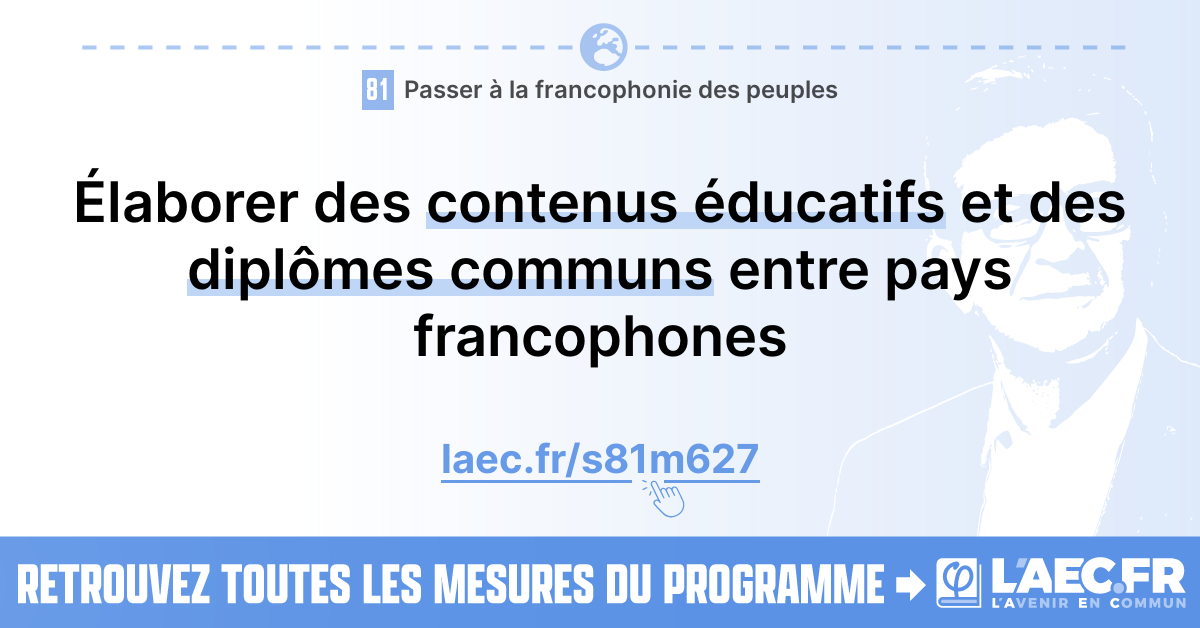 81 Passer à la francophonie des peuples
Élaborer des contenus éducatifs et des
diplômes communs entre pays
francophones
laec.fr/s81m627
RETROUVEZ TOUTES LES MESURES DU PROGRAMME
φ L'AEC.FR
L'AVENIR EN COMMUN